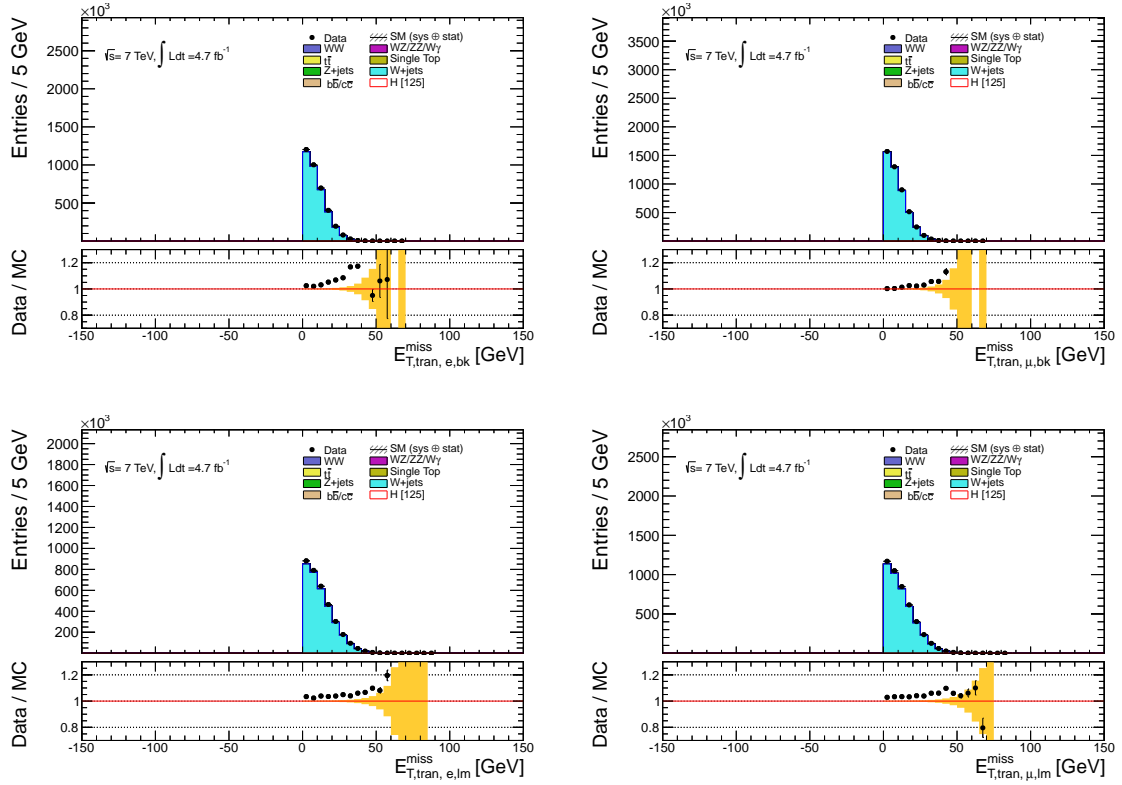 ×10³
Entries / 5 GeV
2500
2000
1500
1000
500
√s= 7 TeV, ∫ Ldt =4.7 fb⁻¹
Data
SM (sys ⊕ stat)
WW
WZ/ZZ/Wγ
tt̅
Single Top
Z+jets
W+jets
bb̅/cc̅
H [125]
Data / MC
1.2
1
0.8
-150 -100 -50 0 50 100 150
E^miss_T,tran, e,bk [GeV]
×10³
Entries / 5 GeV
3500
3000
2500
2000
1500
1000
500
√s= 7 TeV, ∫ Ldt =4.7 fb⁻¹
Data
SM (sys ⊕ stat)
WW
WZ/ZZ/Wγ
tt̅
Single Top
Z+jets
W+jets
bb̅/cc̅
H [125]
Data / MC
1.2
1
0.8
-150 -100 -50 0 50 100 150
E^miss_T,tran, μ,bk [GeV]
×10³
Entries / 5 GeV
2000
1800
1600
1400
1200
1000
800
600
400
200
√s= 7 TeV, ∫ Ldt =4.7 fb⁻¹
Data
SM (sys ⊕ stat)
WW
WZ/ZZ/Wγ
tt̅
Single Top
Z+jets
W+jets
bb̅/cc̅
H [125]
Data / MC
1.2
1
0.8
-150 -100 -50 0 50 100 150
E^miss_T,tran, e,lm [GeV]
×10³
Entries / 5 GeV
2500
2000
1500
1000
500
√s= 7 TeV, ∫ Ldt =4.7 fb⁻¹
Data
SM (sys ⊕ stat)
WW
WZ/ZZ/Wγ
tt̅
Single Top
Z+jets
W+jets
bb̅/cc̅
H [125]
Data / MC
1.2
1
0.8
-150 -100 -50 0 50 100 150
E^miss_T,tran, μ,lm [GeV]